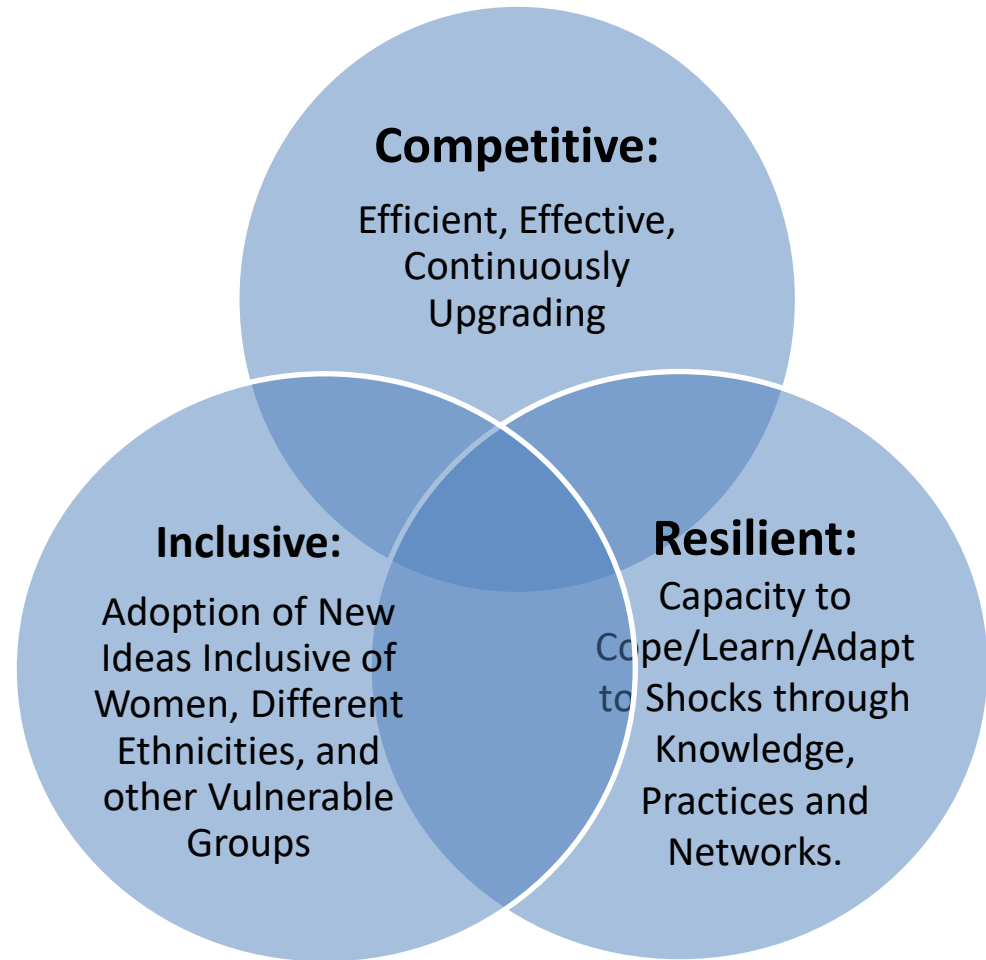 Competitive:
Efficient, Effective,
Continuously
Upgrading
Inclusive:
Adoption of New
Ideas Inclusive of
Women, Different
Ethnicities, and
other Vulnerable
Groups
Resilient:
Capacity to
Cope/Learn/Adapt
to Shocks through
Knowledge,
Practices and
Networks.